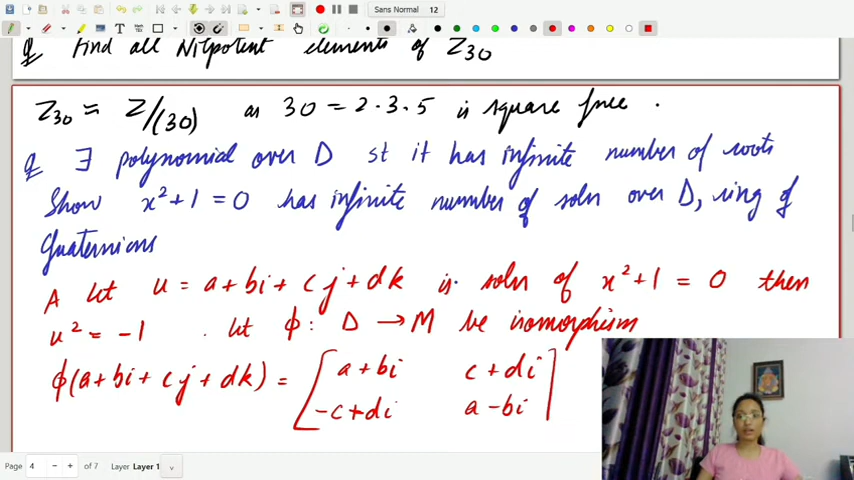 Sans Normal 12
Q Find all Nilpotent elements of Z30
Z30 ≈ Z/(30) as 30 = 2·3·5 is square free .
Q ∃ polynomial over D st it has infinite number of roots
Show x²+1 = 0 has infinite number of soln over D, ring of
Quaternions
A let u = a+bi+cj+dk is soln of x²+1 = 0 then
u² = -1 . let ϕ: D → M be isomorphism
ϕ(a+bi+cj+dk) = [ a+bi c+di
-c+di a-bi ]
Page 4 of 7 Layer Layer 1